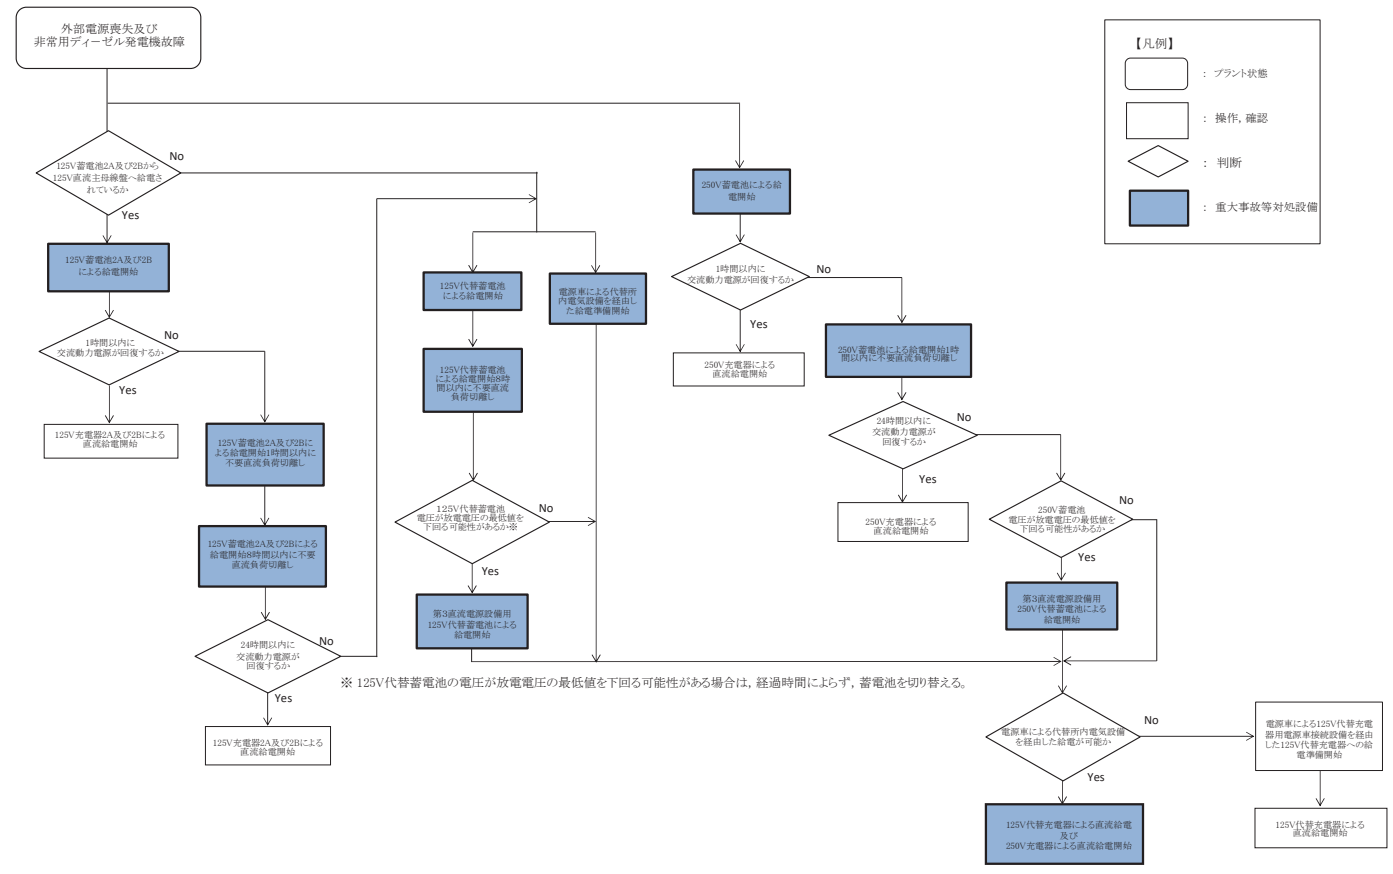 外部電源喪失及び
非常用ディーゼル発電機故障
125V蓄電池2A及び2Bから
125V直流主母線盤へ給電さ
れているか
No
Yes
125V蓄電池2A及び2B
による給電開始
1時間以内に
交流動力電源が回復するか
No
Yes
125V充電器2A及び2Bによる
直流給電開始
125V蓄電池2A及び2Bに
よる給電開始1時間以内に
不要直流負荷切離し
125V蓄電池2A及び2Bによる
給電開始8時間以内に不要
直流負荷切離し
24時間以内に
交流動力電源が
回復するか
No
Yes
125V充電器2A及び2Bによる
直流給電開始
125V代替蓄電池
による給電開始
電源車による代替所
内電気設備を経由し
た給電準備開始
125V代替蓄電池
による給電開始8時
間以内に不要直流
負荷切離し
125V代替蓄電池
電圧が放電電圧の最低値を
下回る可能性があるか※
No
Yes
第3直流電源設備用
125V代替蓄電池による
給電開始
※ 125V代替蓄電池の電圧が放電電圧の最低値を下回る可能性がある場合は, 経過時間によらず, 蓄電池を切り替える。
250V蓄電池による給
電開始
1時間以内に
交流動力電源が回復するか
No
Yes
250V充電器による
直流給電開始
250V蓄電池による給電開始1時
間以内に不要直流負荷切離し
24時間以内に
交流動力電源が
回復するか
No
Yes
250V充電器による
直流給電開始
250V蓄電池
電圧が放電電圧の最低値を
下回る可能性があるか
No
Yes
第3直流電源設備用
250V代替蓄電池による
給電開始
電源車による代替所内電気設備
を経由した給電が可能か
No
Yes
125V代替充電器による直流給電
及び
250V充電器による直流給電開始
電源車による125V代替充電
器用電源車接続設備を経由
した125V代替充電器への給
電準備開始
125V代替充電器による
直流給電開始
【凡例】
: プラント状態
: 操作, 確認
: 判断
: 重大事故等対処設備